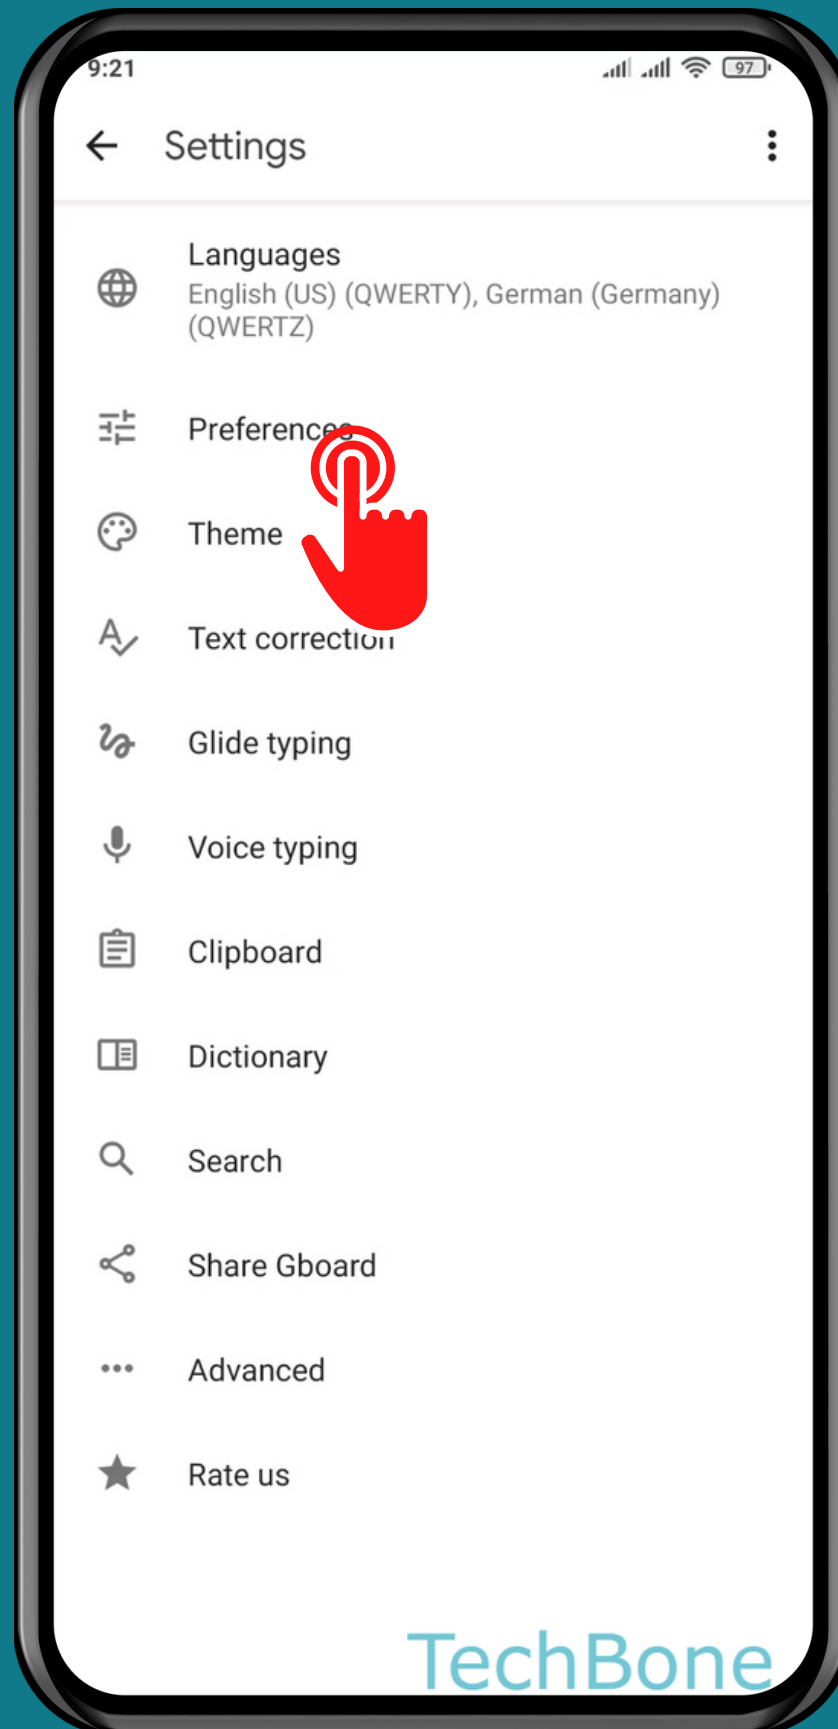 9:21
97
Settings
Languages
English (US) (QWERTY), German (Germany)
(QWERTZ)
Preferences
Theme
Text correction
Glide typing
Voice typing
Clipboard
Dictionary
Search
Share Gboard
Advanced
Rate us
TechBone